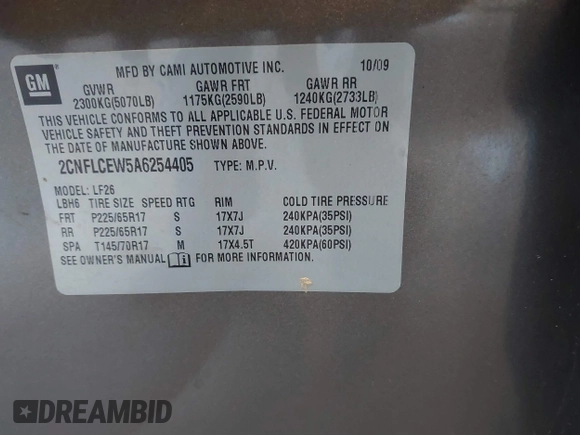 GM
MFD BY CAMI AUTOMOTIVE INC. 10/09
GVWR GAWR FRT GAWR RR
2300KG(5070LB) 1175KG(2590LB) 1240KG(2733LB)
THIS VEHICLE CONFORMS TO ALL APPLICABLE U.S. FEDERAL MOTOR
VEHICLE SAFETY AND THEFT PREVENTION STANDARDS IN EFFECT ON
THE DATE OF MANUFACTURE SHOWN ABOVE.
2CNFLCEW5A6254405 TYPE: M.P.V.
MODEL: LF26
LBH6 TIRE SIZE SPEED RTG RIM COLD TIRE PRESSURE
FRT P225/65R17 S 17X7J 240KPA(35PSI)
RR P225/65R17 S 17X7J 240KPA(35PSI)
SPA T145/70R17 M 17X4.5T 420KPA(60PSI)
SEE OWNER'S MANUAL FOR MORE INFORMATION.
DREAMBID